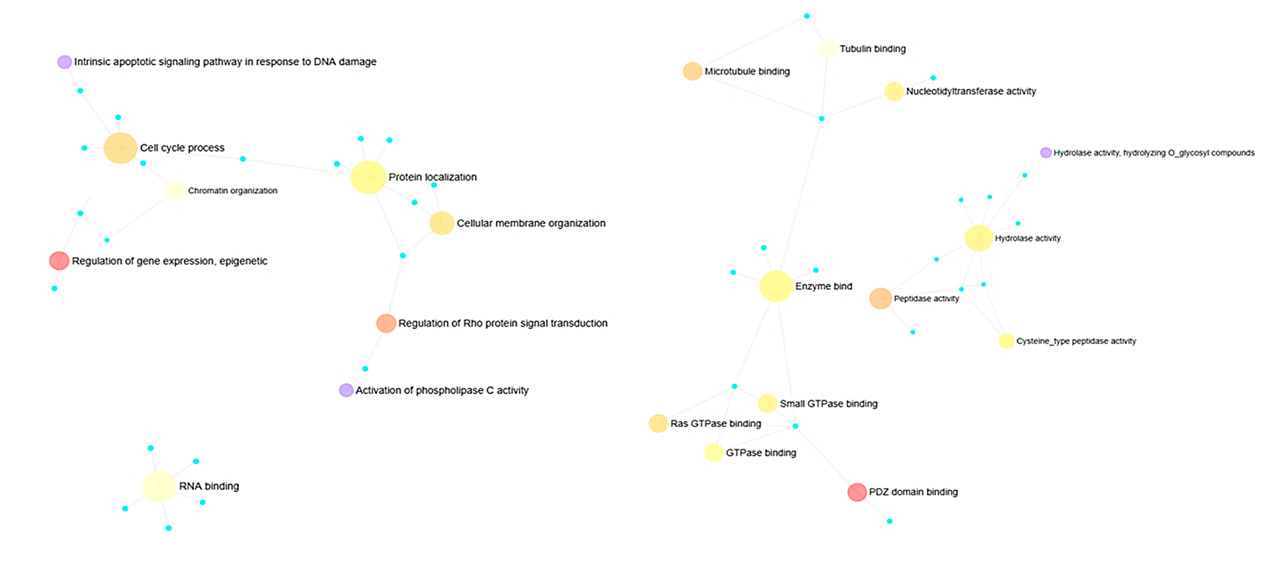 Intrinsic apoptotic signaling pathway in response to DNA damage
Cell cycle process
Chromatin organization
Regulation of gene expression, epigenetic
Protein localization
Cellular membrane organization
Regulation of Rho protein signal transduction
Activation of phospholipase C activity
RNA binding
Tubulin binding
Microtubule binding
Nucleotidyltransferase activity
Hydrolase activity, hydrolyzing O_glycosyl compounds
Hydrolase activity
Enzyme bind
Peptidase activity
Cysteine_type peptidase activity
Small GTPase binding
Ras GTPase binding
GTPase binding
PDZ domain binding